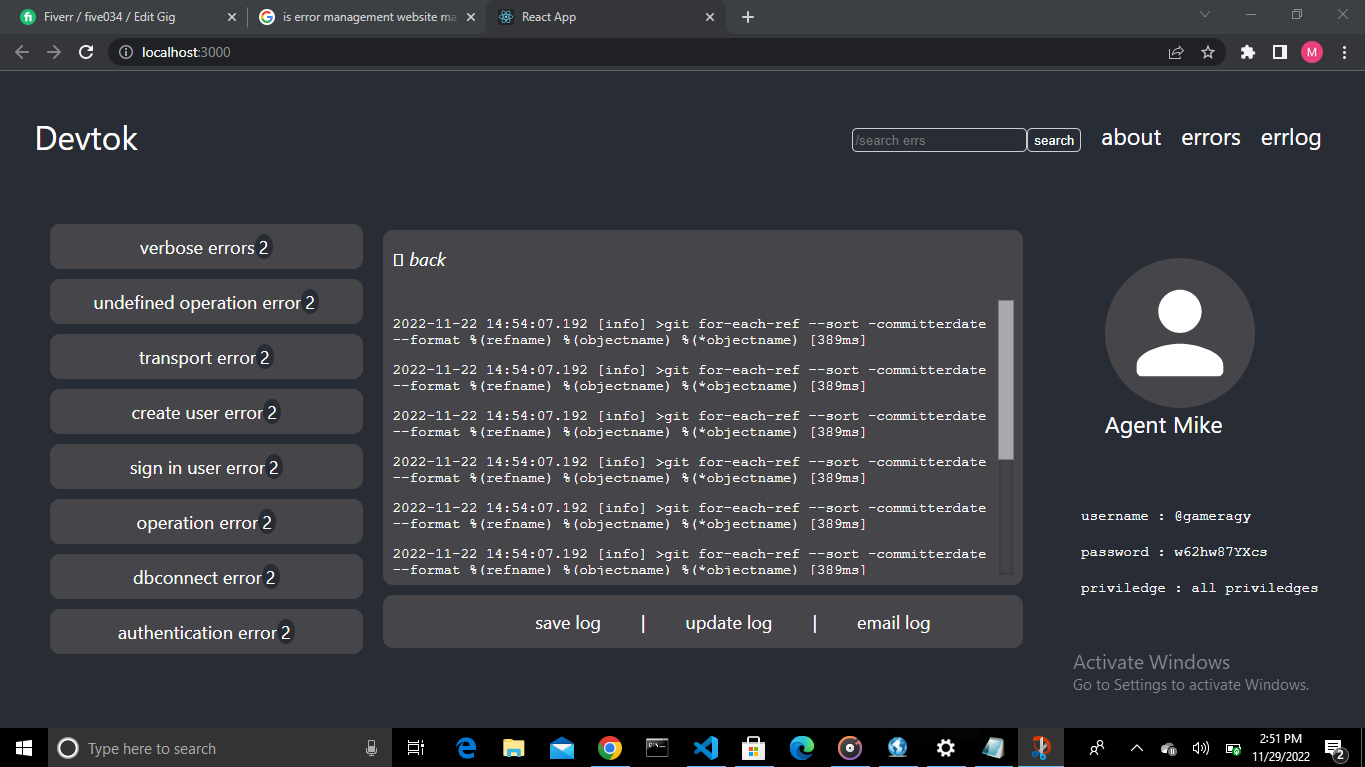 Fiverr / five034 / Edit Gig
is error management website ma
React App
localhost:3000
M
Devtok
/search errs
search
about
errors
errlog
verbose errors 2
undefined operation error 2
transport error 2
create user error 2
sign in user error 2
operation error 2
dbconnect error 2
authentication error 2
back
2022-11-22 14:54:07.192 [info] >git for-each-ref --sort -committerdate
--format %(refname) %(objectname) %(*objectname) [389ms]
2022-11-22 14:54:07.192 [info] >git for-each-ref --sort -committerdate
--format %(refname) %(objectname) %(*objectname) [389ms]
2022-11-22 14:54:07.192 [info] >git for-each-ref --sort -committerdate
--format %(refname) %(objectname) %(*objectname) [389ms]
2022-11-22 14:54:07.192 [info] >git for-each-ref --sort -committerdate
--format %(refname) %(objectname) %(*objectname) [389ms]
2022-11-22 14:54:07.192 [info] >git for-each-ref --sort -committerdate
--format %(refname) %(objectname) %(*objectname) [389ms]
2022-11-22 14:54:07.192 [info] >git for-each-ref --sort -committerdate
--format %(refname) %(objectname) %(*objectname) [389ms]
save log | update log | email log
Agent Mike
username : @gameragy
password : w62hw87YXcs
priviledge : all priviledges
Activate Windows
Go to Settings to activate Windows.
Type here to search
2:51 PM
11/29/2022
2